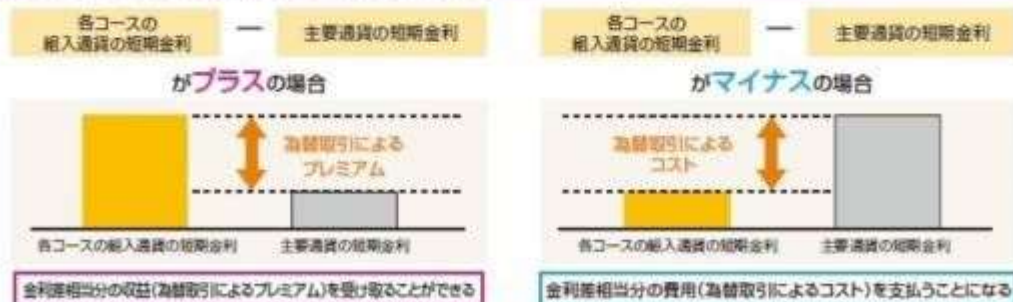 各コースの
組入通貨の短期金利
ー
主要通貨の短期金利
がプラスの場合
為替取引による
プレミアム
各コースの組入通貨の短期金利
主要通貨の短期金利
金利差相当分の収益(為替取引によるプレミアム)を受け取ることができる
各コースの
組入通貨の短期金利
ー
主要通貨の短期金利
がマイナスの場合
為替取引による
コスト
各コースの組入通貨の短期金利
主要通貨の短期金利
金利差相当分の費用(為替取引によるコスト)を支払うことになる